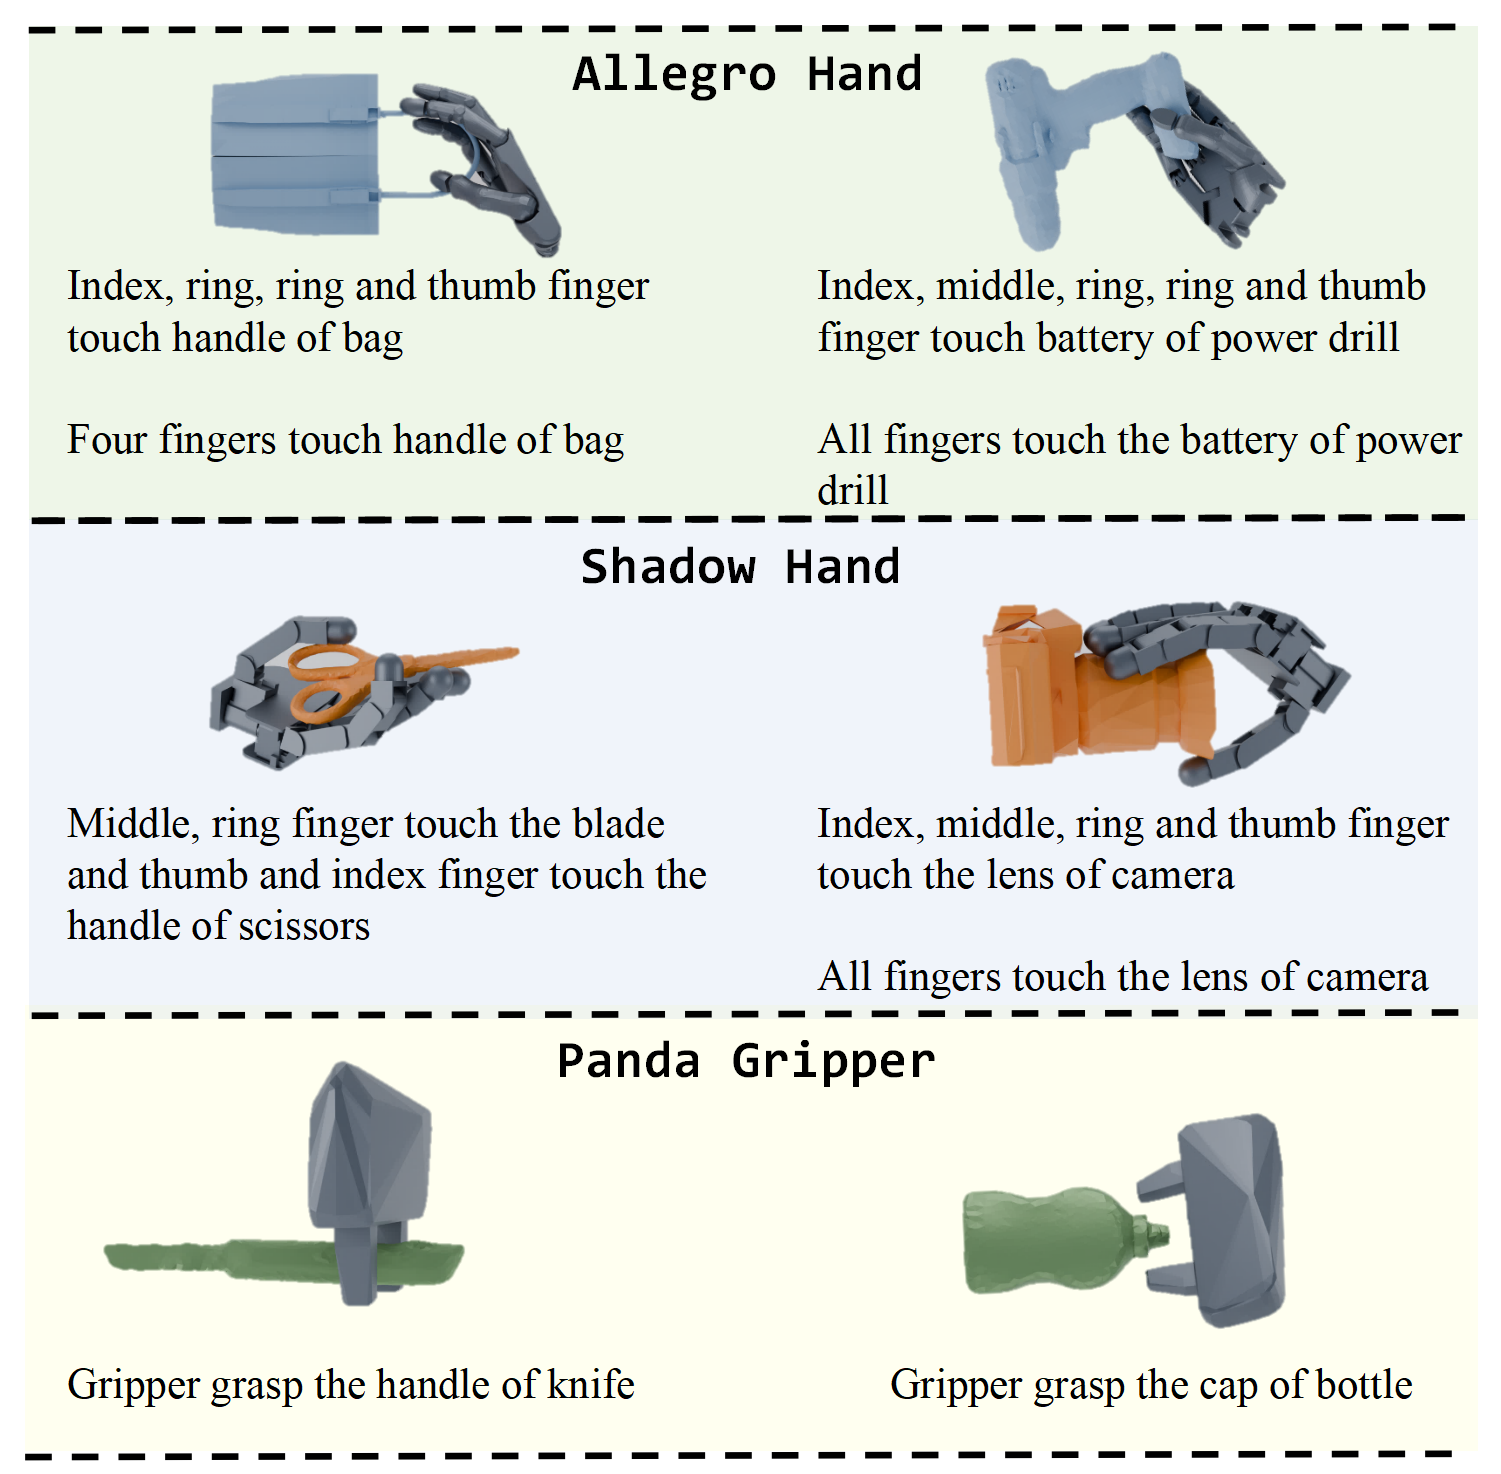 Allegro Hand
Index, ring, ring and thumb finger
touch handle of bag
Four fingers touch handle of bag
Index, middle, ring, ring and thumb
finger touch battery of power drill
All fingers touch the battery of power
drill
Shadow Hand
Middle, ring finger touch the blade
and thumb and index finger touch the
handle of scissors
Index, middle, ring and thumb finger
touch the lens of camera
All fingers touch the lens of camera
Panda Gripper
Gripper grasp the handle of knife
Gripper grasp the cap of bottle